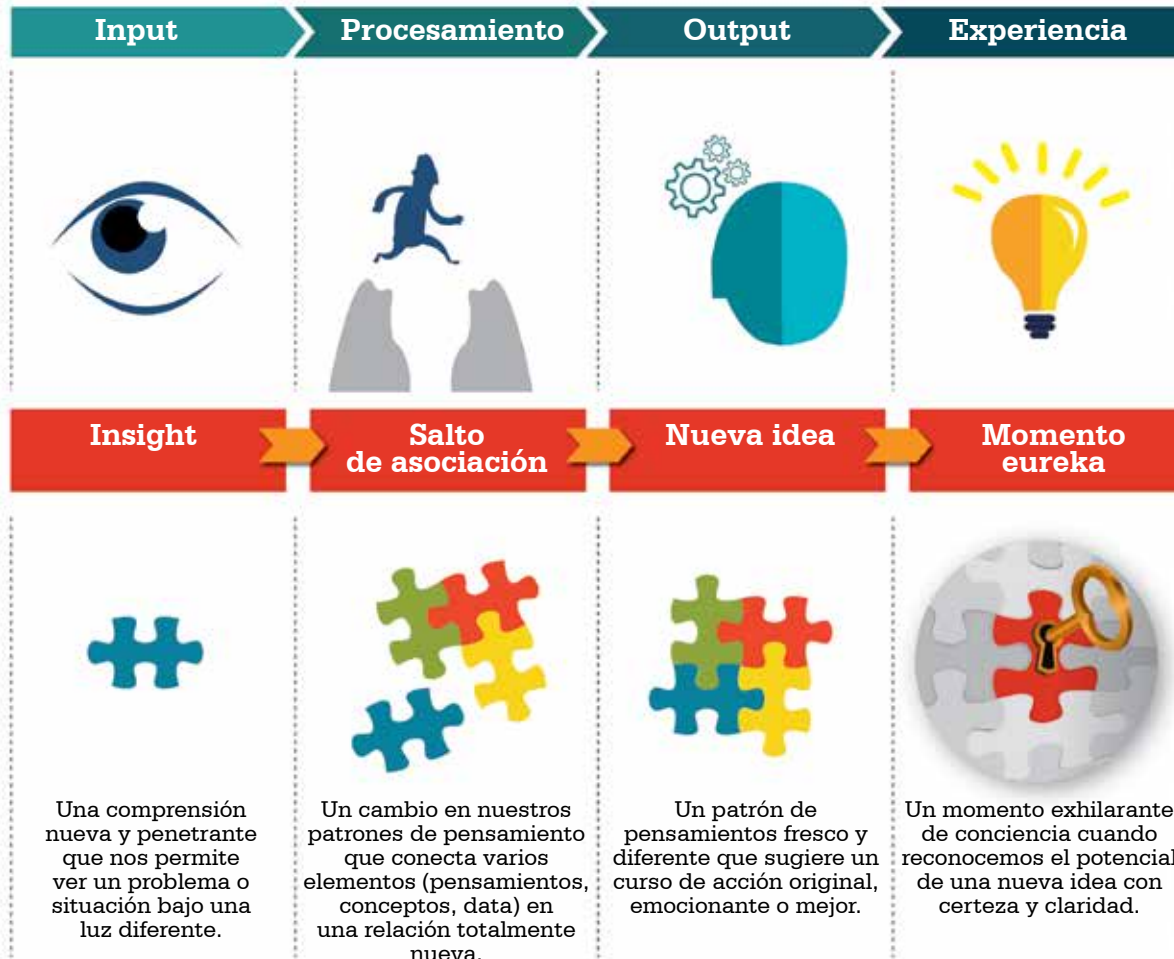 Input
Procesamiento
Output
Experiencia
Insight
Salto
de asociación
Nueva idea
Momento
eureka
Una comprensión
nueva y penetrante
que nos permite
ver un problema o
situación bajo una
luz diferente.
Un cambio en nuestros
patrones de pensamiento
que conecta varios
elementos (pensamientos,
conceptos, data) en
una relación totalmente
nueva.
Un patrón de
pensamientos fresco y
diferente que sugiere un
curso de acción original,
emocionante o mejor.
Un momento exhilarante
de conciencia cuando
reconocemos el potencial
de una nueva idea con
certeza y claridad.